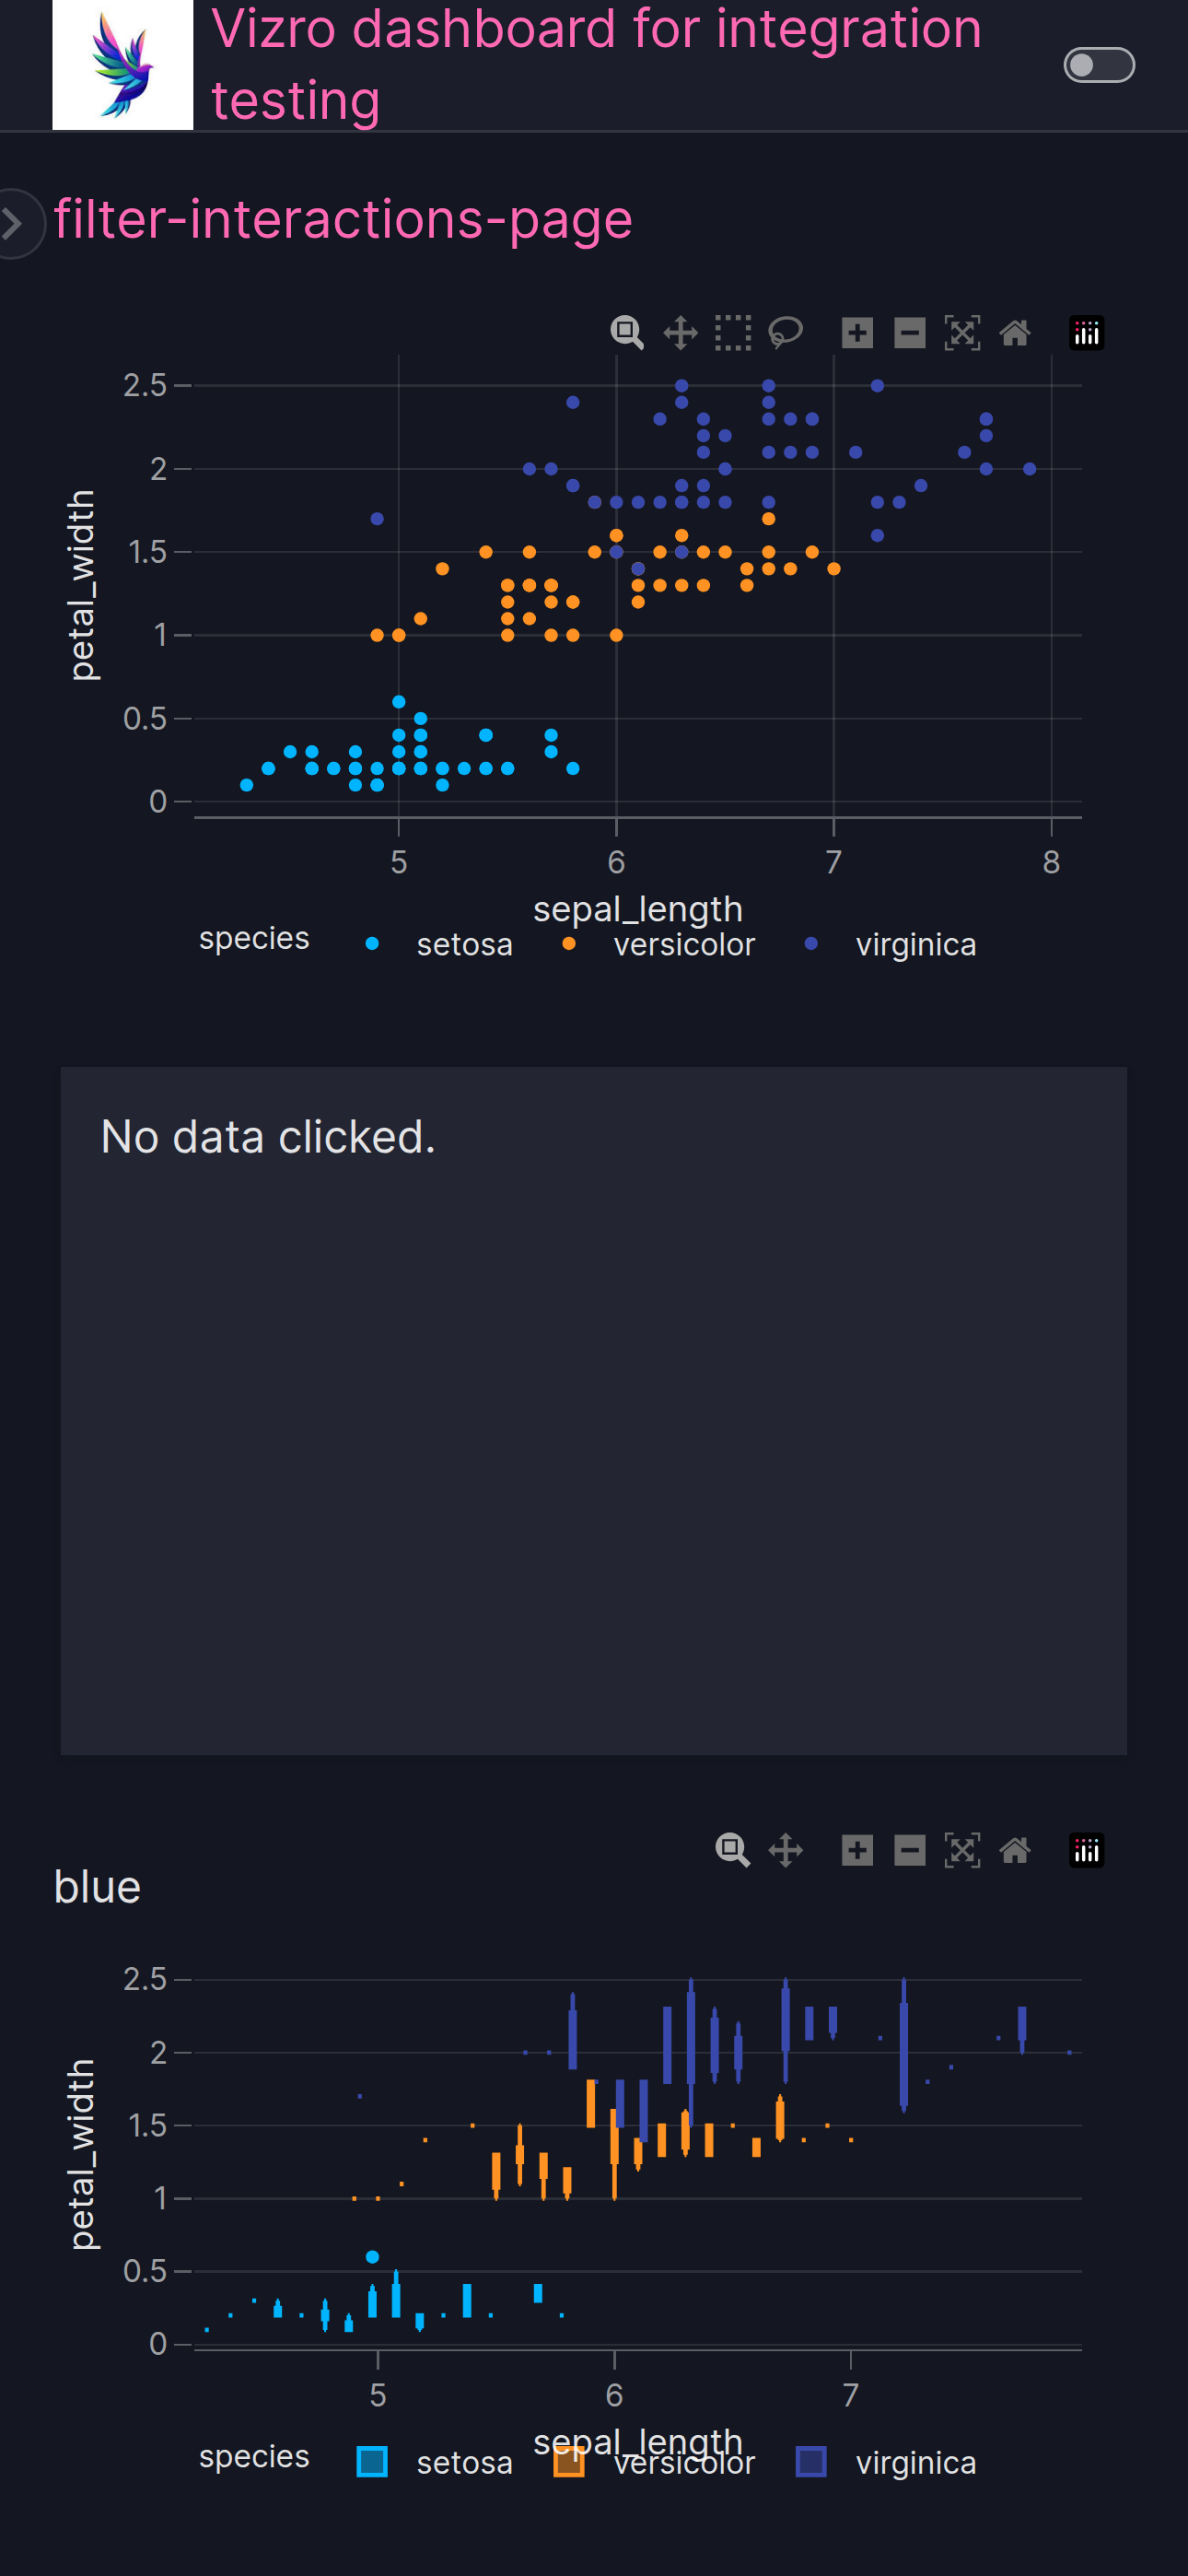 Vizro dashboard for integration
testing
filter-interactions-page
2.5
2
1.5
1
0.5
0
petal_width
5 6 7 8
sepal_length
species setosa versicolor virginica
No data clicked.
blue
2.5
2
1.5
1
0.5
0
petal_width
5 6 7
sepal_length
species setosa versicolor virginica